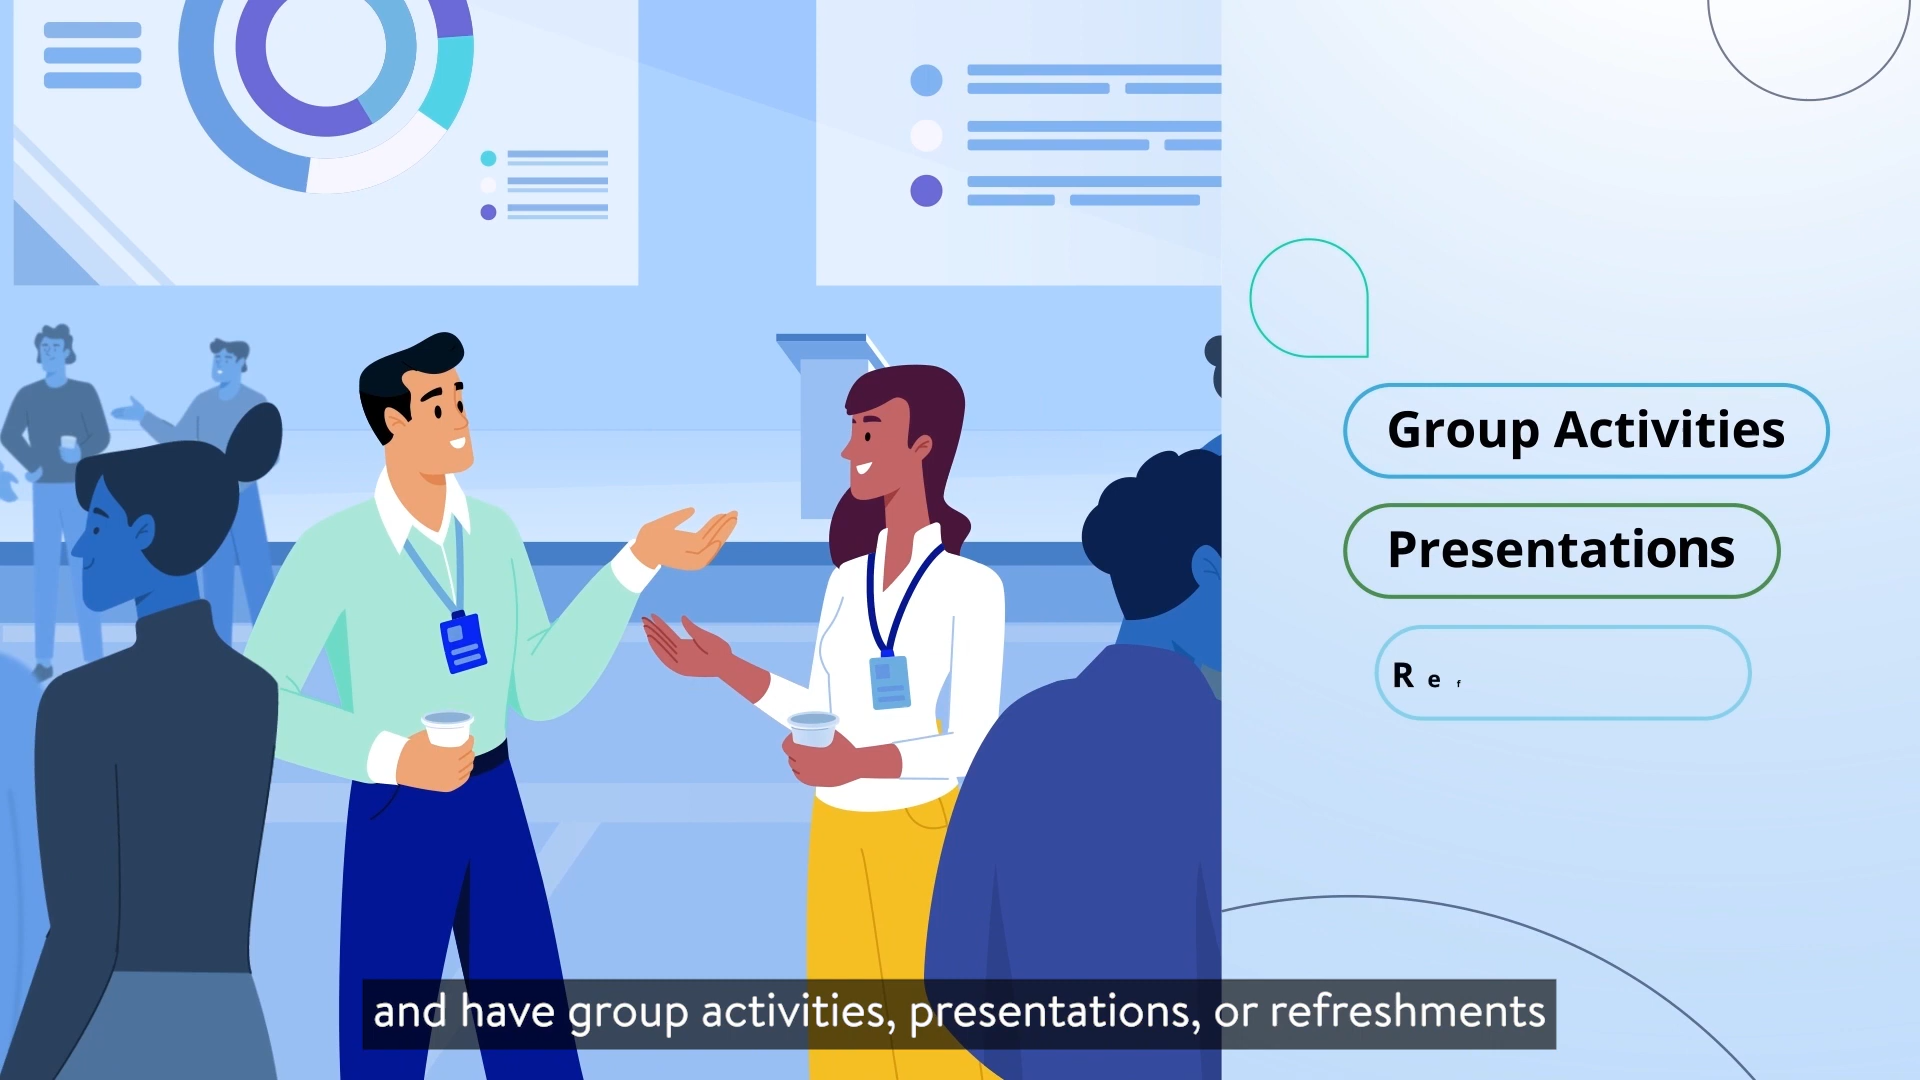 Group Activities
Presentations
R e f
and have group activities, presentations, or refreshments